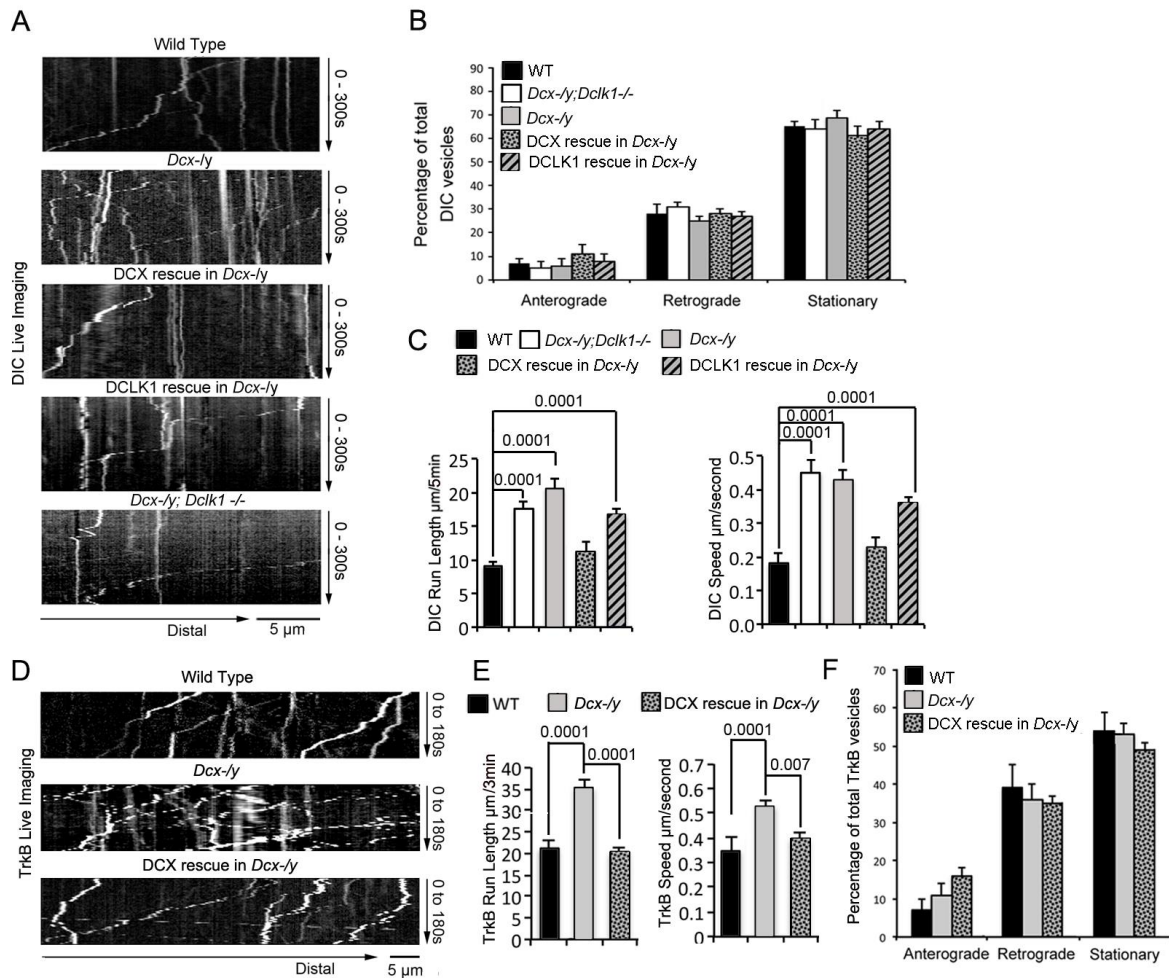 A
Wild Type
0 - 300s
Dcx-/y
0 - 300s
DCX rescue in Dcx-/y
0 - 300s
DCLK1 rescue in Dcx-/y
0 - 300s
Dcx-/y; Dclk1 -/-
0 - 300s
DIC Live Imaging
Distal
5 µm
B
WT
Dcx-/y;Dclk1-/-
Dcx-/y
DCX rescue in Dcx-/y
DCLK1 rescue in Dcx-/y
Percentage of total
DIC vesicles
90
80
70
60
50
40
30
20
10
0
Anterograde
Retrograde
Stationary
C
WT
Dcx-/y;Dclk1-/-
Dcx-/y
DCX rescue in Dcx-/y
DCLK1 rescue in Dcx-/y
0.0001
0.0001
0.0001
DIC Run Length µm/5min
25
20
15
10
5
0
0.0001
0.0001
0.0001
DIC Speed µm/second
0.5
0.4
0.3
0.2
0.1
0.0
D
Wild Type
0 to 180s
Dcx-/y
0 to 180s
DCX rescue in Dcx-/y
0 to 180s
TrkB Live Imaging
Distal
5 µm
E
WT
Dcx-/y
DCX rescue in Dcx-/y
0.0001
0.0001
TrkB Run Length µm/3min
40
35
30
25
20
15
10
5
0
0.0001
0.007
TrkB Speed µm/second
0.7
0.6
0.5
0.4
0.3
0.2
0.1
0
F
WT
Dcx-/y
DCX rescue in Dcx-/y
Percentage of total TrkB vesicles
70
60
50
40
30
20
10
0
Anterograde
Retrograde
Stationary